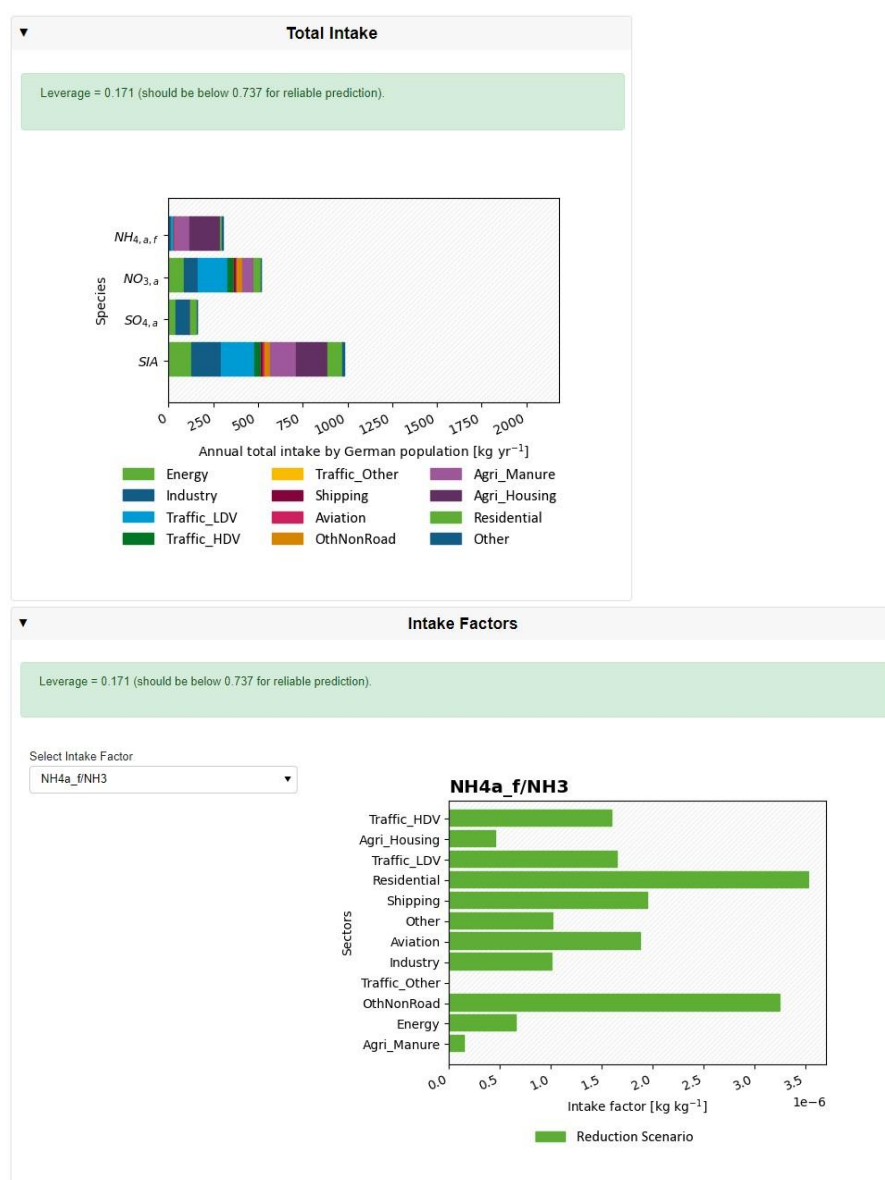 ▼ Total Intake
Leverage = 0.171 (should be below 0.737 for reliable prediction).
NH4, a, f
NO3, a
SO4, a
SIA
Species
0 250 500 750 1000 1250 1500 1750 2000
Annual total intake by German population [kg yr⁻¹]
Energy Traffic_Other Agri_Manure
Industry Shipping Agri_Housing
Traffic_LDV Aviation Residential
Traffic_HDV OthNonRoad Other
▼ Intake Factors
Leverage = 0.171 (should be below 0.737 for reliable prediction).
Select Intake Factor
NH4a_f/NH3 ▼
NH4a_f/NH3
Traffic_HDV
Agri_Housing
Traffic_LDV
Residential
Shipping
Other
Aviation
Industry
Traffic_Other
OthNonRoad
Energy
Agri_Manure
Sectors
0.0 0.5 1.0 1.5 2.0 2.5 3.0 3.5
Intake factor [kg kg⁻¹] 1e−6
Reduction Scenario